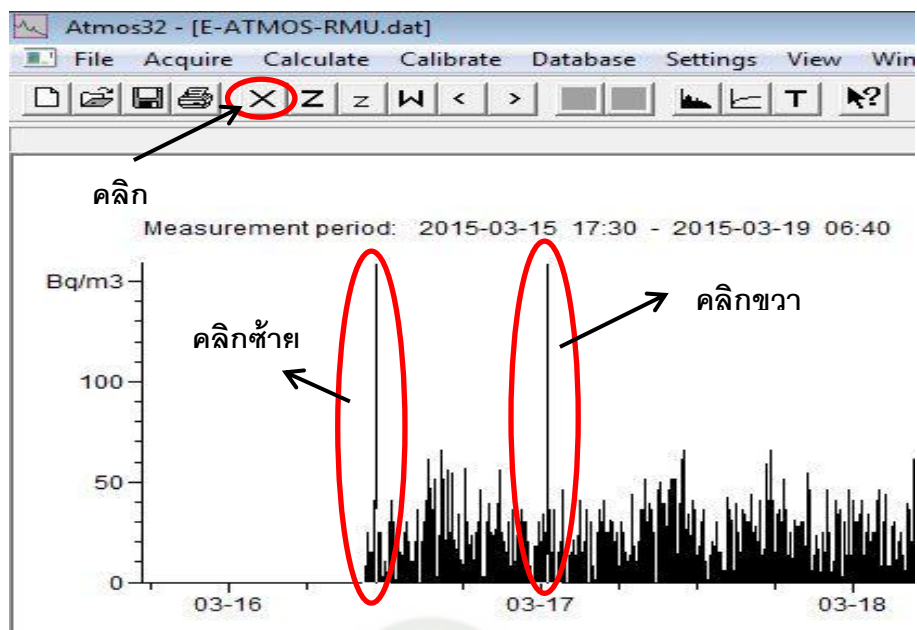 Atmos32 - [E-ATMOS-RMU.dat]
File Acquire Calculate Calibrate Database Settings View Win
X Z z W < > T ?
คลิก
Measurement period: 2015-03-15 17:30 - 2015-03-19 06:40
Bq/m3
คลิกขวา
คลิกซ้าย
100
50
0
03-16 03-17 03-18